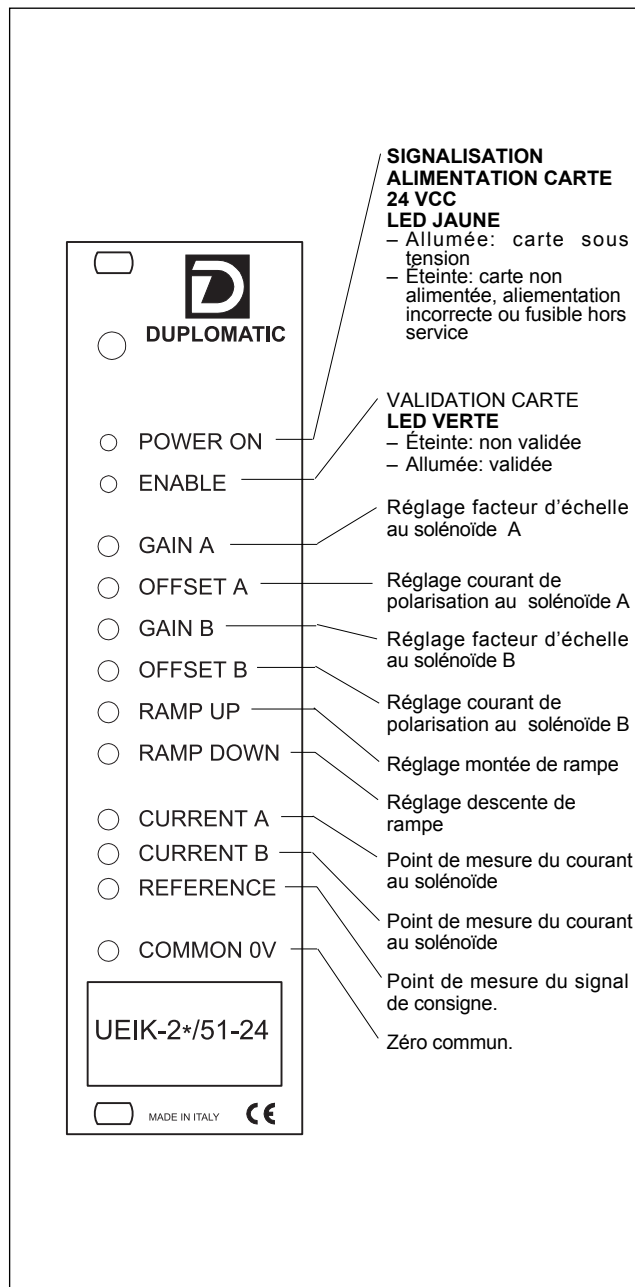 SIGNALISATION
ALIMENTATION CARTE
24 VCC
LED JAUNE
– Allumée: carte sous
tension
– Éteinte: carte non
alimentée, aliementation
incorrecte ou fusible hors
service
DUPLOMATIC
VALIDATION CARTE
LED VERTE
– Éteinte: non validée
– Allumée: validée
POWER ON
ENABLE
GAIN A
Réglage facteur d'échelle
au solénoïde A
OFFSET A
Réglage courant de
polarisation au solénoïde A
GAIN B
Réglage facteur d'échelle
au solénoïde B
OFFSET B
Réglage courant de
polarisation au solénoïde B
RAMP UP
Réglage montée de rampe
RAMP DOWN
Réglage descente de
rampe
CURRENT A
Point de mesure du courant
au solénoïde
CURRENT B
Point de mesure du courant
au solénoïde
REFERENCE
Point de mesure du signal
de consigne.
COMMON 0V
Zéro commun.
UEIK-2*/51-24
MADE IN ITALY CE